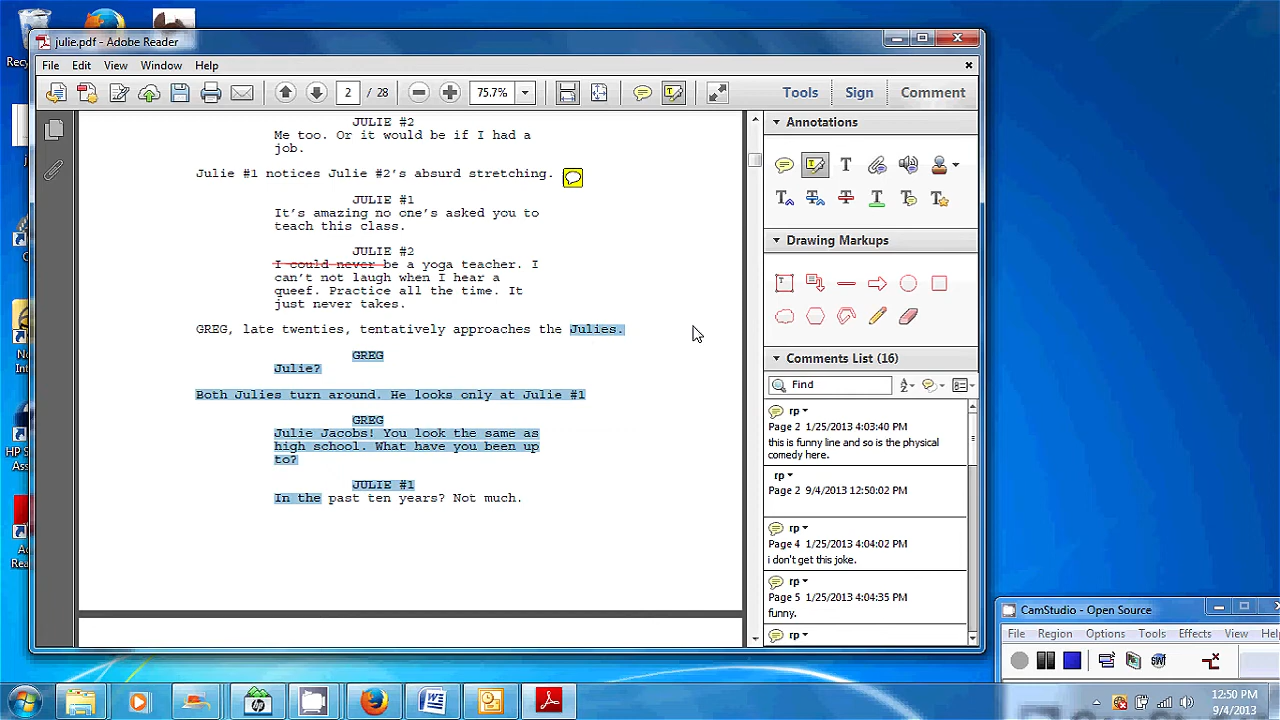 julie.pdf - Adobe Reader
File Edit View Window Help
2 / 28 75.7% Tools Sign Comment
JULIE #2
Me too. Or it would be if I had a
job.
Julie #1 notices Julie #2's absurd stretching.
JULIE #1
It's amazing no one's asked you to
teach this class.
JULIE #2
I could never be a yoga teacher. I
can't not laugh when I hear a
queef. Practice all the time. It
just never takes.
GREG, late twenties, tentatively approaches the Julies.
GREG
Julie?
Both Julies turn around. He looks only at Julie #1
GREG
Julie Jacobs! You look the same as
high school. What have you been up
to?
JULIE #1
In the past ten years? Not much.
Annotations
Drawing Markups
Comments List (16)
Find
rp
Page 2 1/25/2013 4:03:40 PM
this is funny line and so is the physical
comedy here.
rp
Page 2 9/4/2013 12:50:02 PM
rp
Page 4 1/25/2013 4:04:02 PM
i don't get this joke.
rp
Page 5 1/25/2013 4:04:35 PM
funny.
rp
CamStudio - Open Source
File Region Options Tools Effects View Help
12:50 PM
9/4/2013